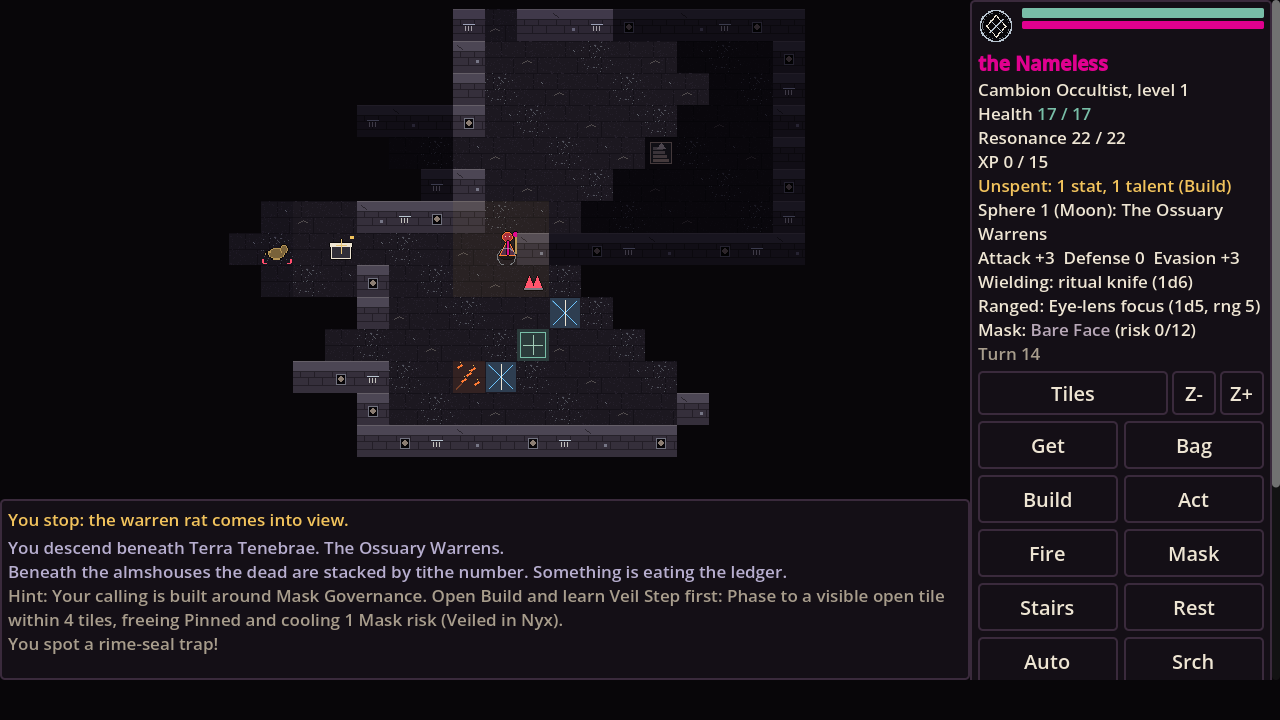 the Nameless
Cambion Occultist, level 1
Health 17 / 17
Resonance 22 / 22
XP 0 / 15
Unspent: 1 stat, 1 talent (Build)
Sphere 1 (Moon): The Ossuary
Warrens
Attack +3 Defense 0 Evasion +3
Wielding: ritual knife (1d6)
Ranged: Eye-lens focus (1d5, rng 5)
Mask: Bare Face (risk 0/12)
Turn 14
Tiles Z- Z+
Get Bag
Build Act
Fire Mask
Stairs Rest
Auto Srch
You stop: the warren rat comes into view.
You descend beneath Terra Tenebrae. The Ossuary Warrens.
Beneath the almshouses the dead are stacked by tithe number. Something is eating the ledger.
Hint: Your calling is built around Mask Governance. Open Build and learn Veil Step first: Phase to a visible open tile
within 4 tiles, freeing Pinned and cooling 1 Mask risk (Veiled in Nyx).
You spot a rime-seal trap!